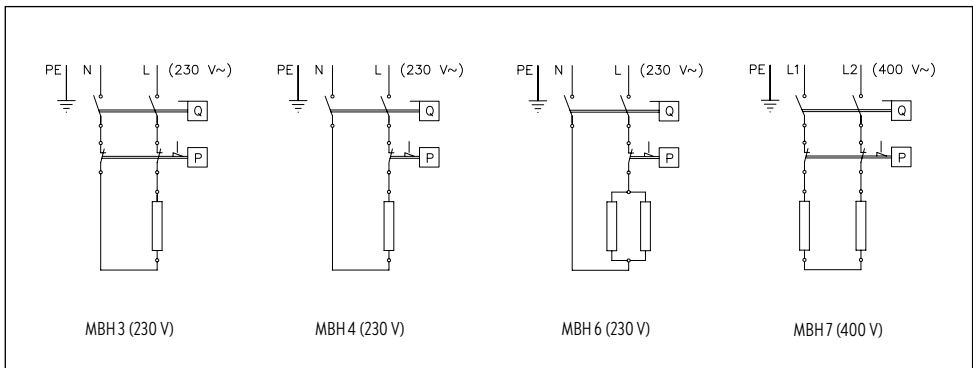 PE N L (230 V~)
Q
P
MBH 3 (230 V)
PE N L (230 V~)
Q
P
MBH 4 (230 V)
PE N L (230 V~)
Q
P
MBH 6 (230 V)
PE L1 L2 (400 V~)
Q
P
MBH 7 (400 V)